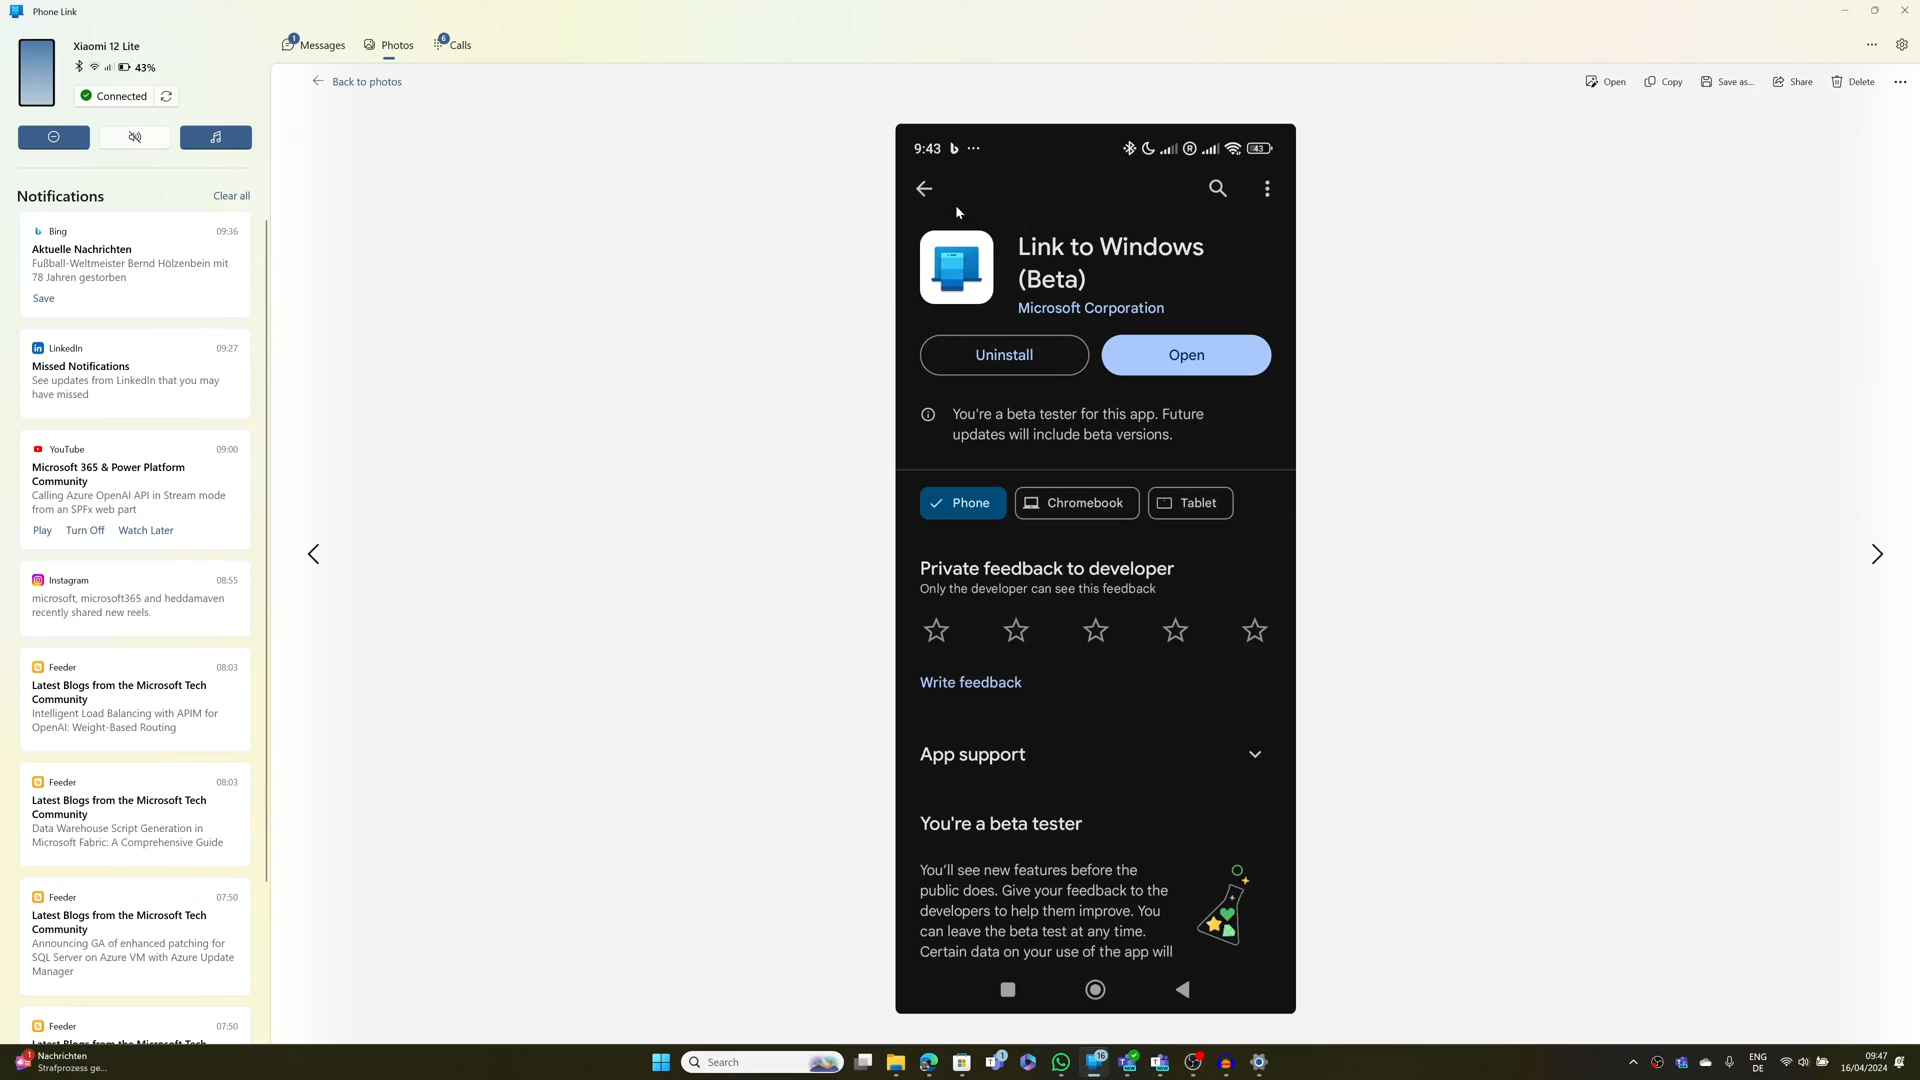 Phone Link
Xiaomi 12 Lite
43%
Connected
1
Messages
Photos
6
Calls
Back to photos
Open
Copy
Save as...
Share
Delete
Notifications
Clear all
Bing
09:36
Aktuelle Nachrichten
Fußball-Weltmeister Bernd Hölzenbein mit
78 Jahren gestorben
Save
LinkedIn
09:27
Missed Notifications
See updates from LinkedIn that you may
have missed
YouTube
09:00
Microsoft 365 & Power Platform
Community
Calling Azure OpenAI API in Stream mode
from an SPFx web part
Play
Turn Off
Watch Later
Instagram
08:55
microsoft, microsoft365 and heddamaven
recently shared new reels.
Feeder
08:03
Latest Blogs from the Microsoft Tech
Community
Intelligent Load Balancing with APIM for
OpenAI: Weight-Based Routing
Feeder
08:03
Latest Blogs from the Microsoft Tech
Community
Data Warehouse Script Generation in
Microsoft Fabric: A Comprehensive Guide
Feeder
07:50
Latest Blogs from the Microsoft Tech
Community
Announcing GA of enhanced patching for
SQL Server on Azure VM with Azure Update
Manager
Feeder
07:50
Latest Blogs from the Microsoft Tech
9:43
R
43
Link to Windows
(Beta)
Microsoft Corporation
Uninstall
Open
You're a beta tester for this app. Future
updates will include beta versions.
Phone
Chromebook
Tablet
Private feedback to developer
Only the developer can see this feedback
Write feedback
App support
You're a beta tester
You'll see new features before the
public does. Give your feedback to the
developers to help them improve. You
can leave the beta test at any time.
Certain data on your use of the app will
1
Nachrichten
Strafprozess ge...
Search
1
16
ENG
DE
09:47
16/04/2024